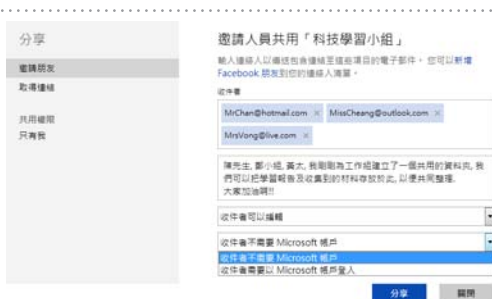 分享
邀請朋友
取得連結
共用權限
只有我
邀請人員共用「科技學習小組」
輸入連絡人以傳送包含連結至這些項目的電子郵件。您可以新增
Facebook 朋友到您的連絡人清單。
收件者
MrChan@hotmail.com × MissCheang@outlook.com ×
MrsVong@live.com ×
陳先生, 鄭小姐, 黃太, 我剛剛為工作組建立了一個共用的資料夾, 我
們可以把學習報告及收集到的材料存放於此, 以便共同整理.
大家加油啊!!
收件者可以編輯
收件者不需要 Microsoft 帳戶
收件者不需要 Microsoft 帳戶
收件者需要以 Microsoft 帳戶登入
分享 關閉